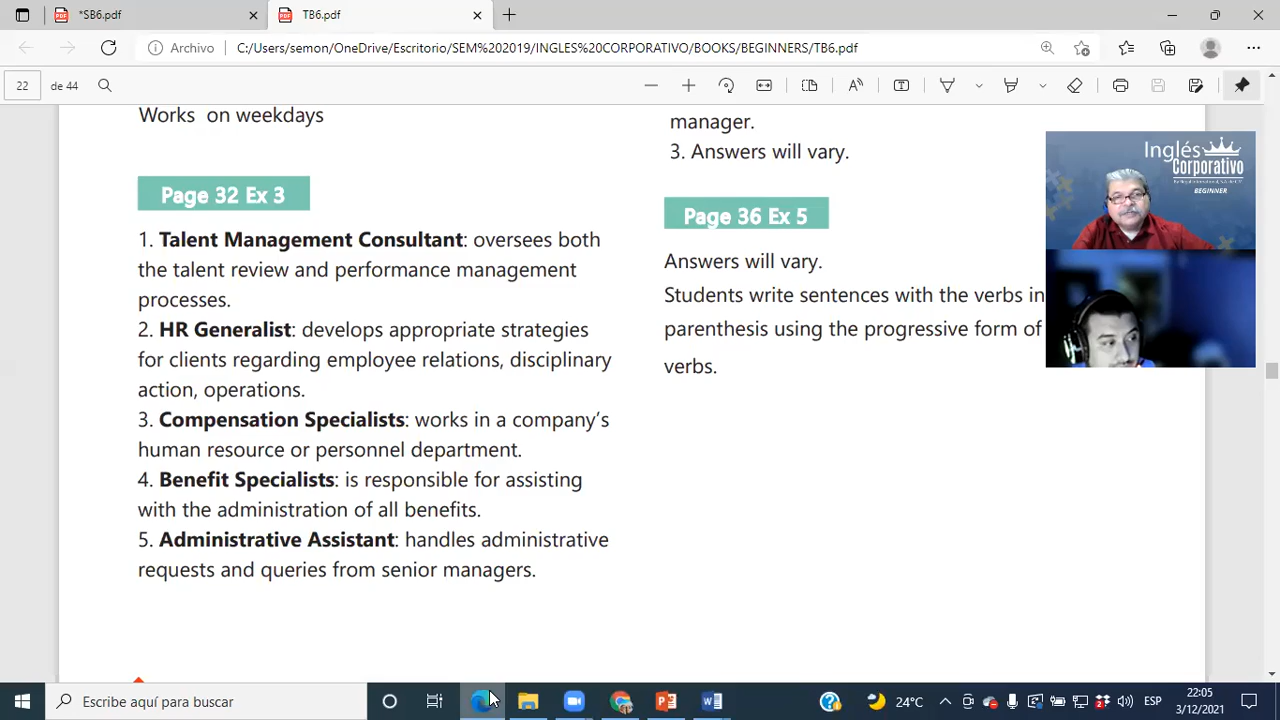 *SB6.pdf
TB6.pdf
Archivo
C:/Users/semon/OneDrive/Escritorio/SEM%202019/INGLES%20CORPORATIVO/BOOKS/BEGINNERS/TB6.pdf
22 de 44
Works on weekdays
Page 32 Ex 3
1. Talent Management Consultant: oversees both
the talent review and performance management
processes.
2. HR Generalist: develops appropriate strategies
for clients regarding employee relations, disciplinary
action, operations.
3. Compensation Specialists: works in a company's
human resource or personnel department.
4. Benefit Specialists: is responsible for assisting
with the administration of all benefits.
5. Administrative Assistant: handles administrative
requests and queries from senior managers.
manager.
3. Answers will vary.
Page 36 Ex 5
Answers will vary.
Students write sentences with the verbs in
parenthesis using the progressive form of
verbs.
Inglés
Corporativo
BEGINNER
Escribe aquí para buscar
24°C
ESP
22:05
3/12/2021